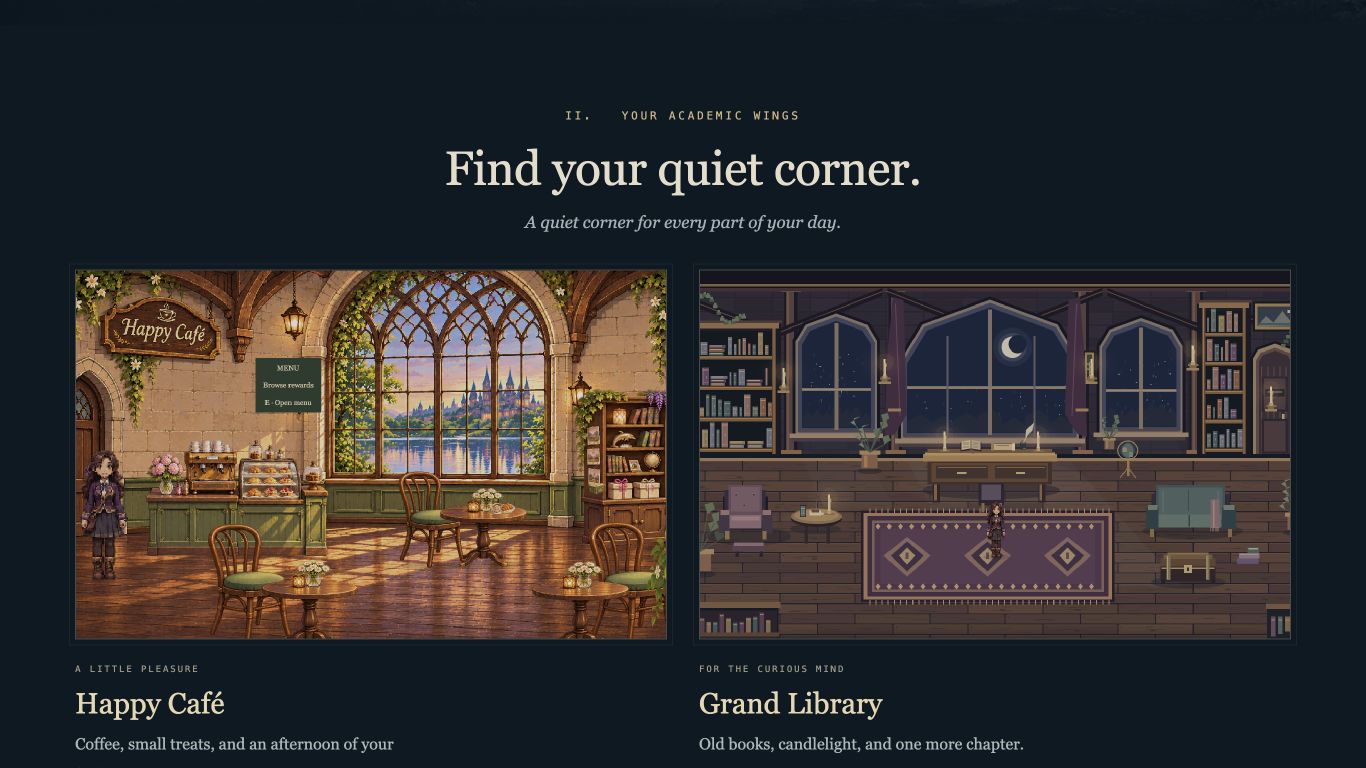 II. YOUR ACADEMIC WINGS
Find your quiet corner.
A quiet corner for every part of your day.
Happy Café
MENU
Browse rewards
E - Open menu
A LITTLE PLEASURE
Happy Café
Coffee, small treats, and an afternoon of your
FOR THE CURIOUS MIND
Grand Library
Old books, candlelight, and one more chapter.